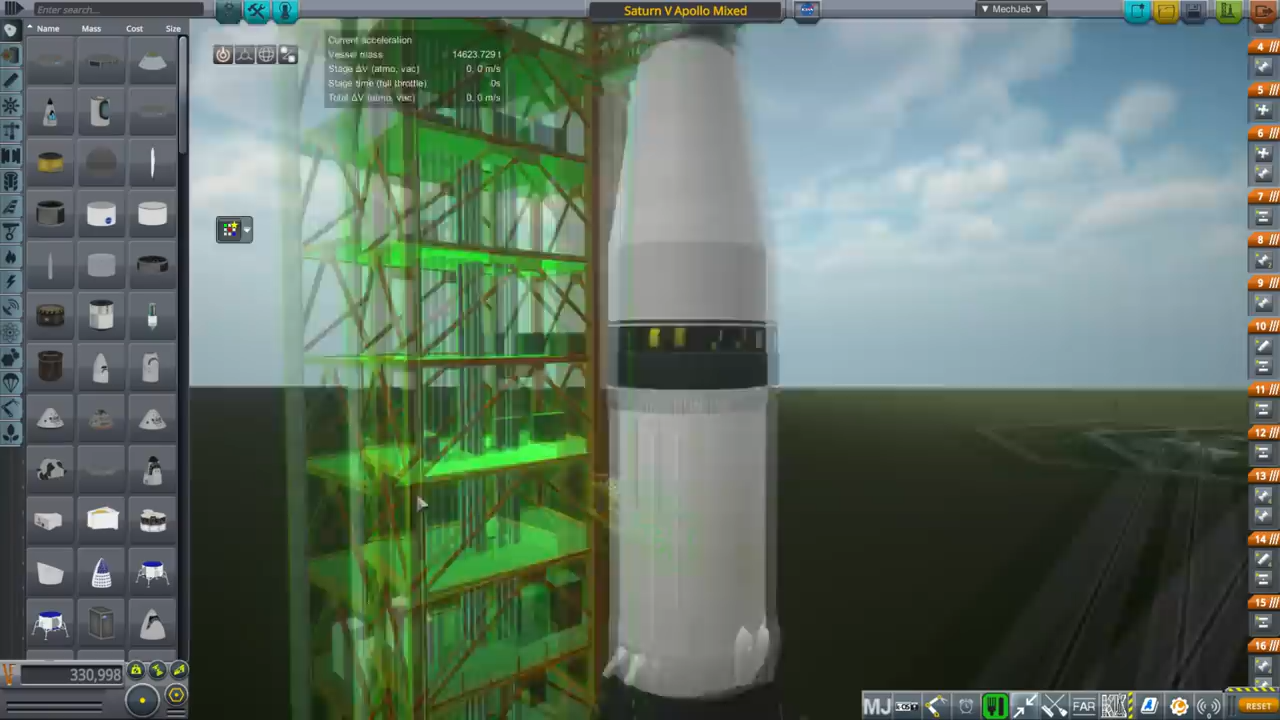 Enter search...
Saturn V Apollo Mixed
▼ MechJeb ▼
Name Mass Cost Size
Current acceleration
Vessel mass 14623.729 t
Stage ΔV (atmo, vac) 0, 0 m/s
Stage time (full throttle) 0s
Total ΔV (atmo, vac) 0, 0 m/s
4
5
6
7
8
9
10
11
12
13
14
15
16
330,998
MJ
FAR
KK
RESET